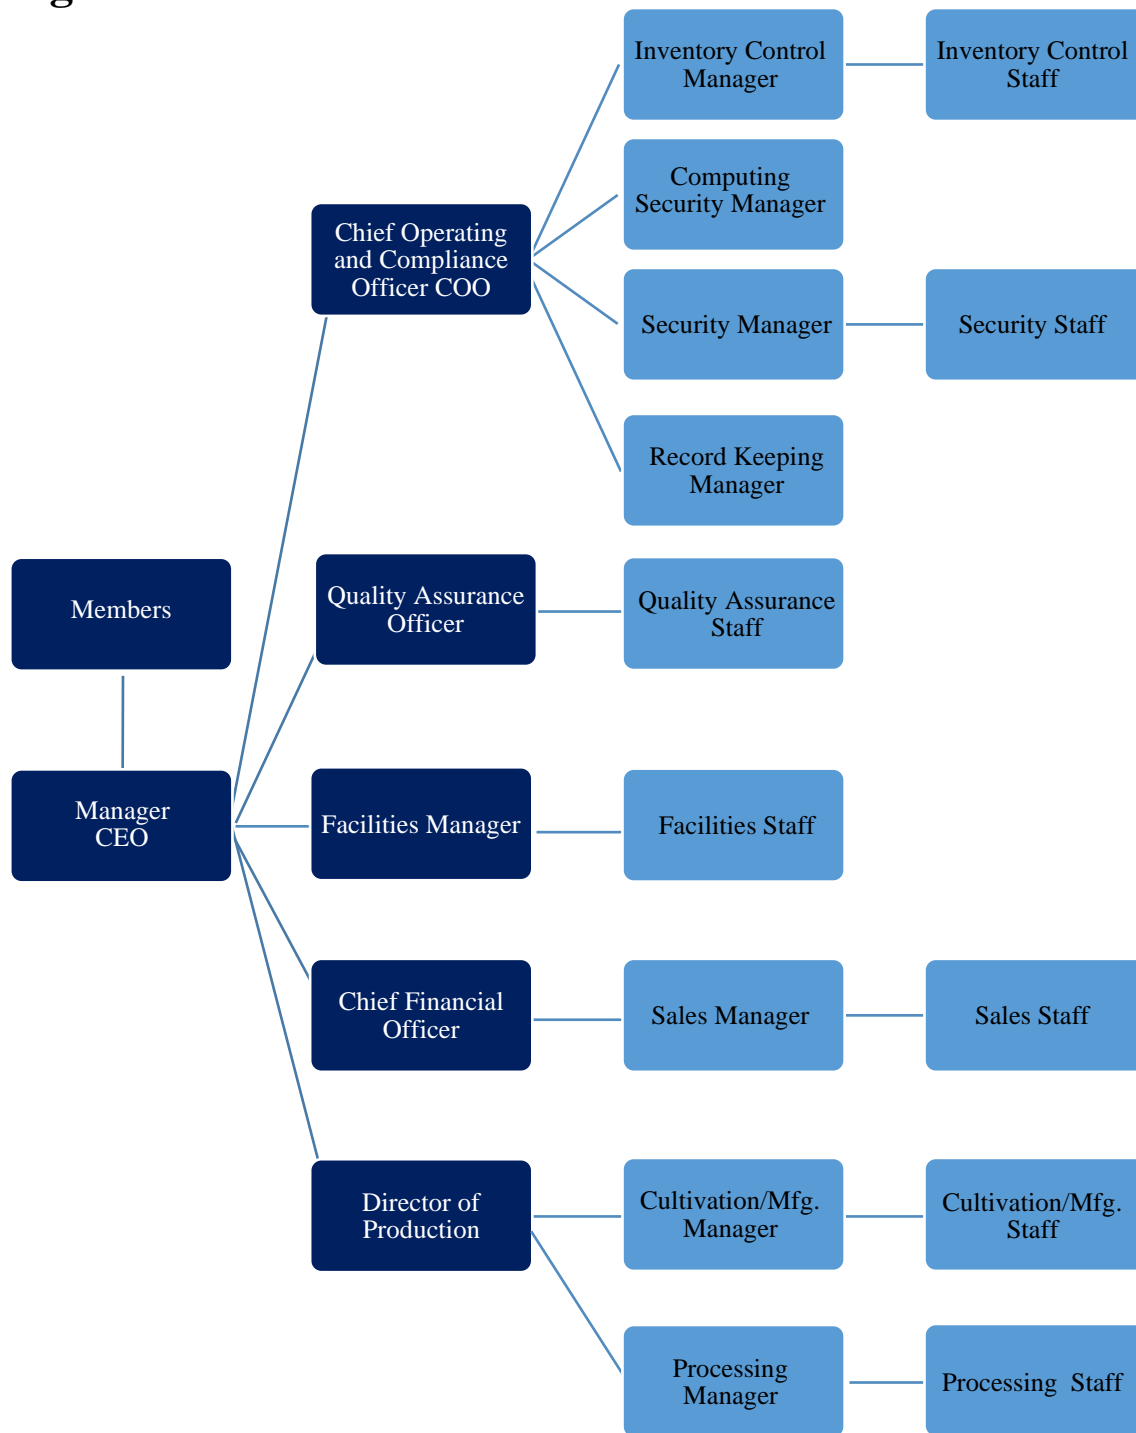 Inventory Control
Manager
Inventory Control
Staff
Computing
Security Manager
Chief Operating
and Compliance
Officer COO
Security Manager
Security Staff
Record Keeping
Manager
Members
Quality Assurance
Officer
Quality Assurance
Staff
Manager
CEO
Facilities Manager
Facilities Staff
Chief Financial
Officer
Sales Manager
Sales Staff
Director of
Production
Cultivation/Mfg.
Manager
Cultivation/Mfg.
Staff
Processing
Manager
Processing  Staff